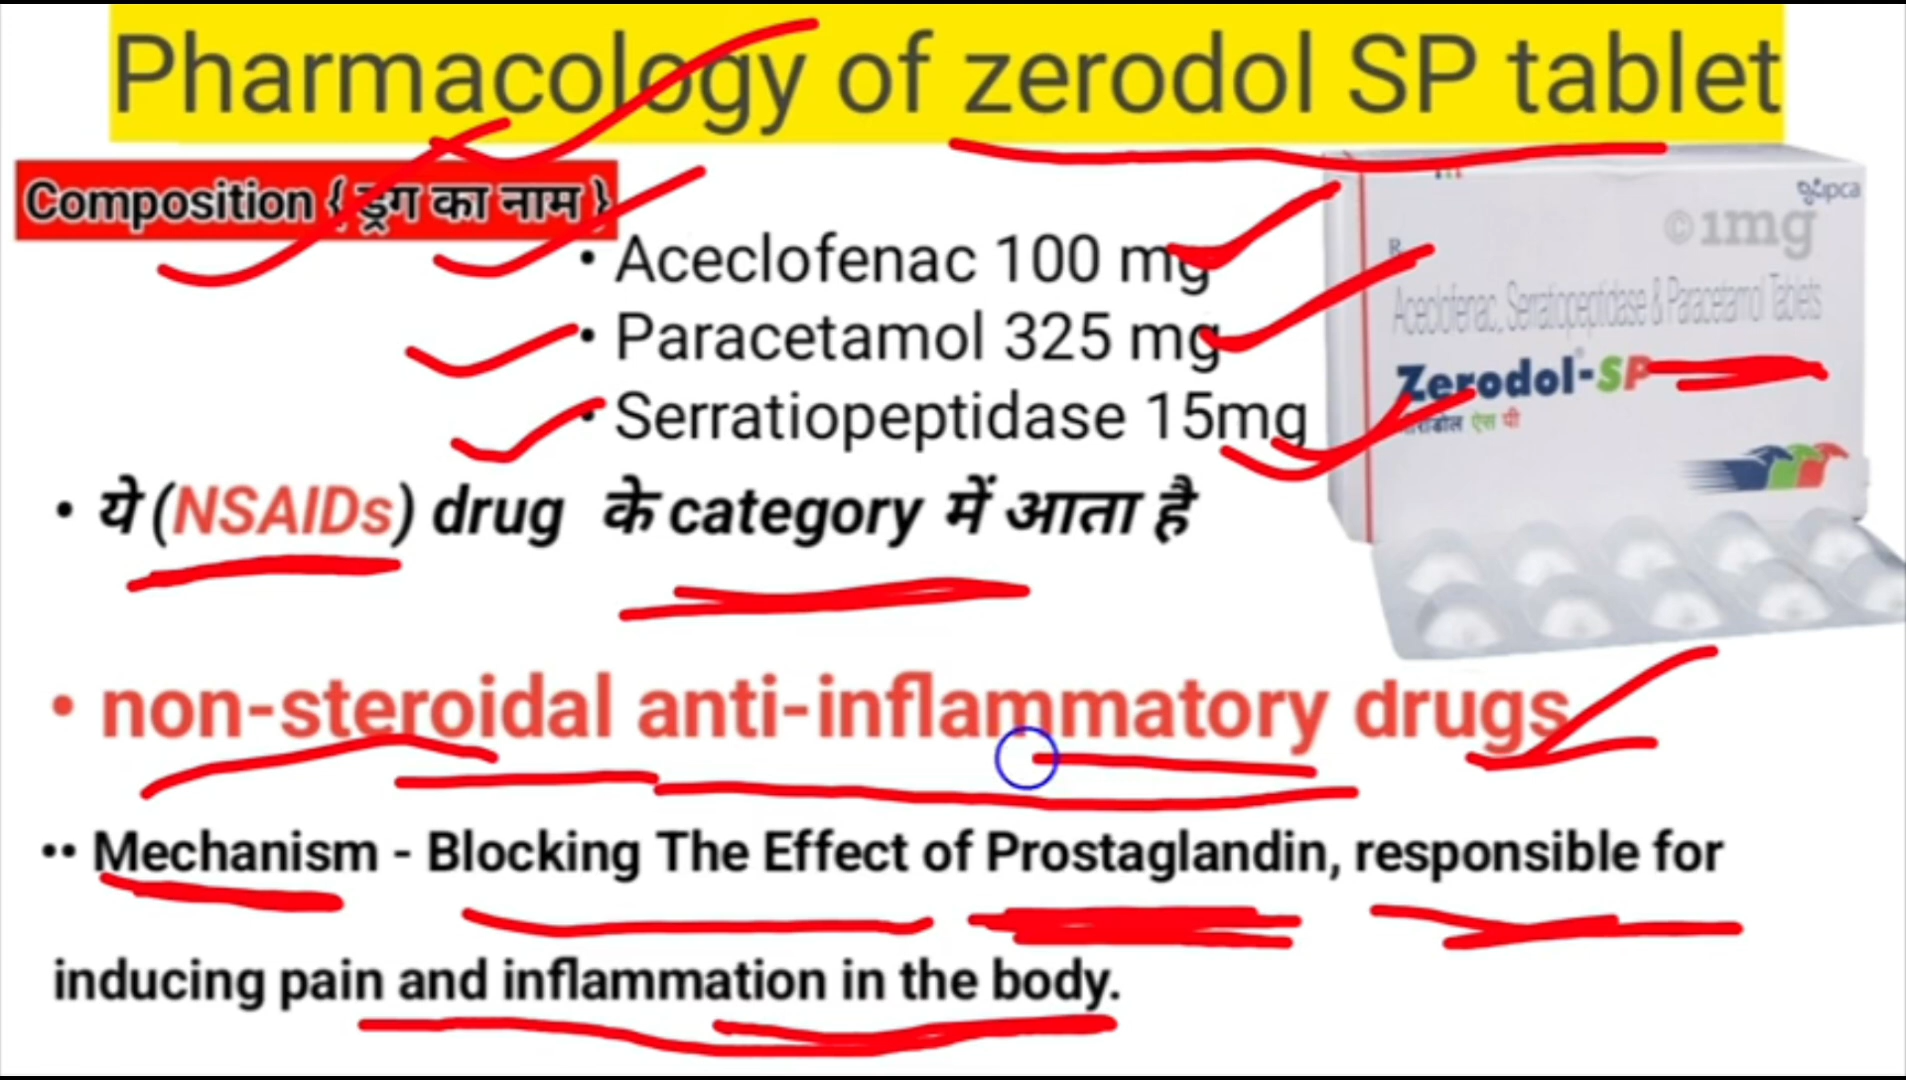 Pharmacology of zerodol SP tablet
Composition { ड्रग का नाम }
• Aceclofenac 100 mg
• Paracetamol 325 mg
• Serratiopeptidase 15mg
ipca
©1mg
Aceclofenac, Serratiopeptidase & Paracetamol Tablets
Zerodol-SP
ऐस पी
• ये (NSAIDs) drug के category में आता है
• non-steroidal anti-inflammatory drugs
•• Mechanism - Blocking The Effect of Prostaglandin, responsible for
inducing pain and inflammation in the body.